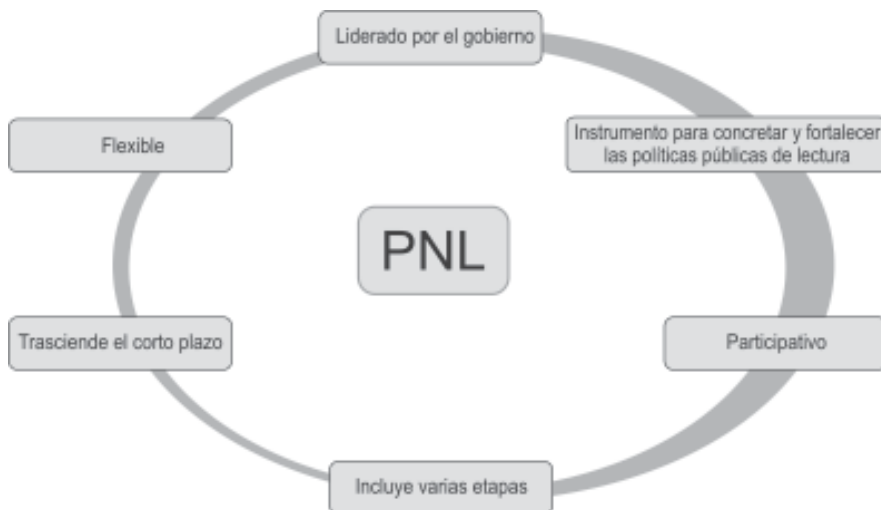 Liderado por el gobierno
Flexible
Instrumento para concretar y fortalecer
las políticas públicas de lectura
PNL
Trasciende el corto plazo
Participativo
Incluye varias etapas